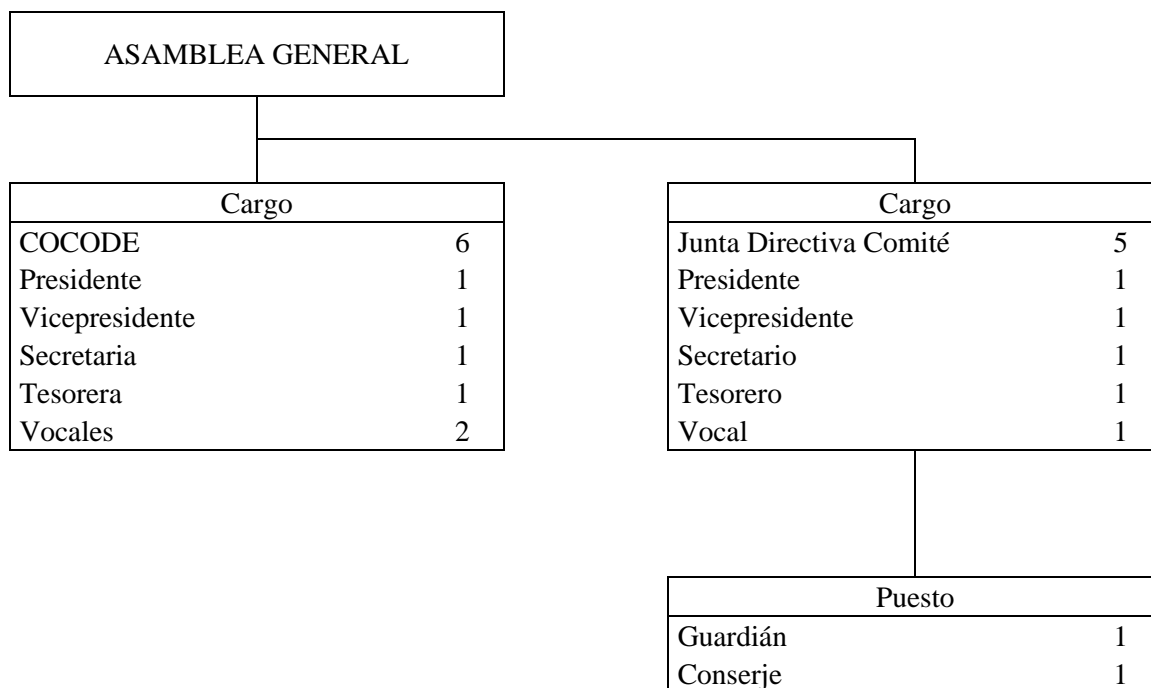 ASAMBLEA GENERAL
Cargo
COCODE 6
Presidente 1
Vicepresidente 1
Secretaria 1
Tesorera 1
Vocales 2
Cargo
Junta Directiva Comité 5
Presidente 1
Vicepresidente 1
Secretario 1
Tesorero 1
Vocal 1
Puesto
Guardián 1
Conserje 1